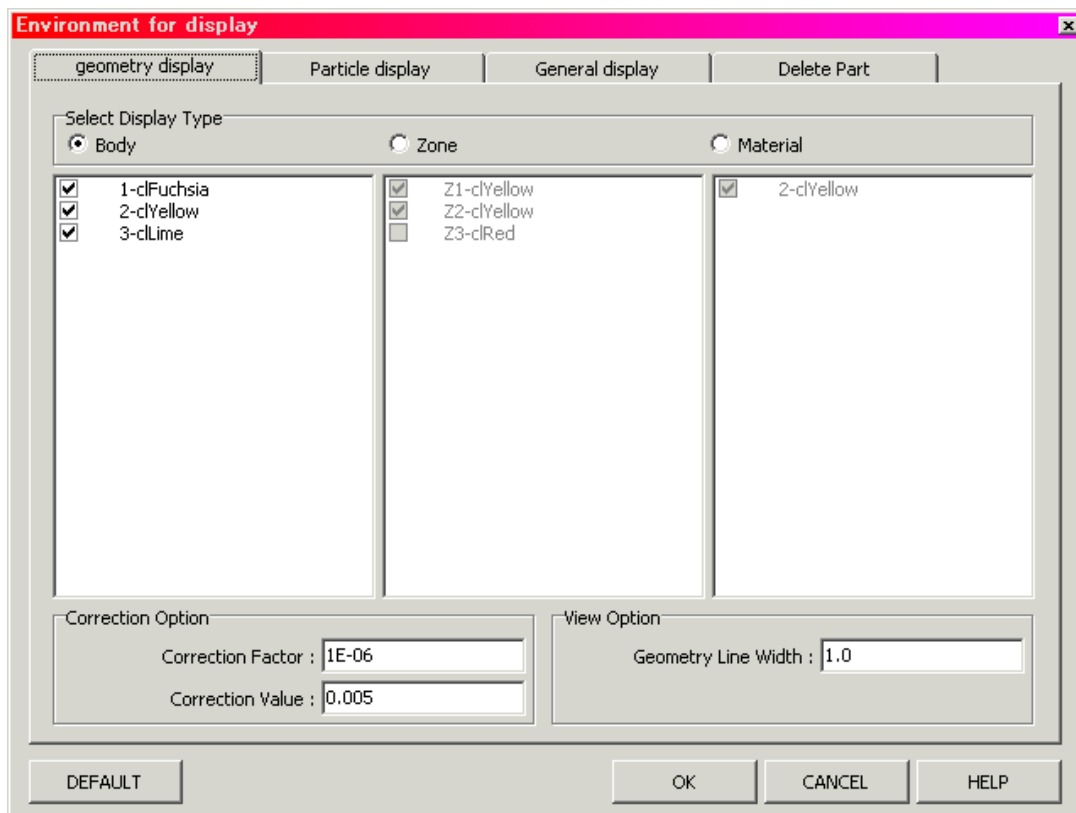 Environment for display
geometry display
Particle display
General display
Delete Part
Select Display Type
Body
Zone
Material
1-clFuchsia
2-clYellow
3-clLime
Z1-clYellow
Z2-clYellow
Z3-clRed
2-clYellow
Correction Option
Correction Factor : 1E-06
Correction Value : 0.005
View Option
Geometry Line Width : 1.0
DEFAULT
OK
CANCEL
HELP